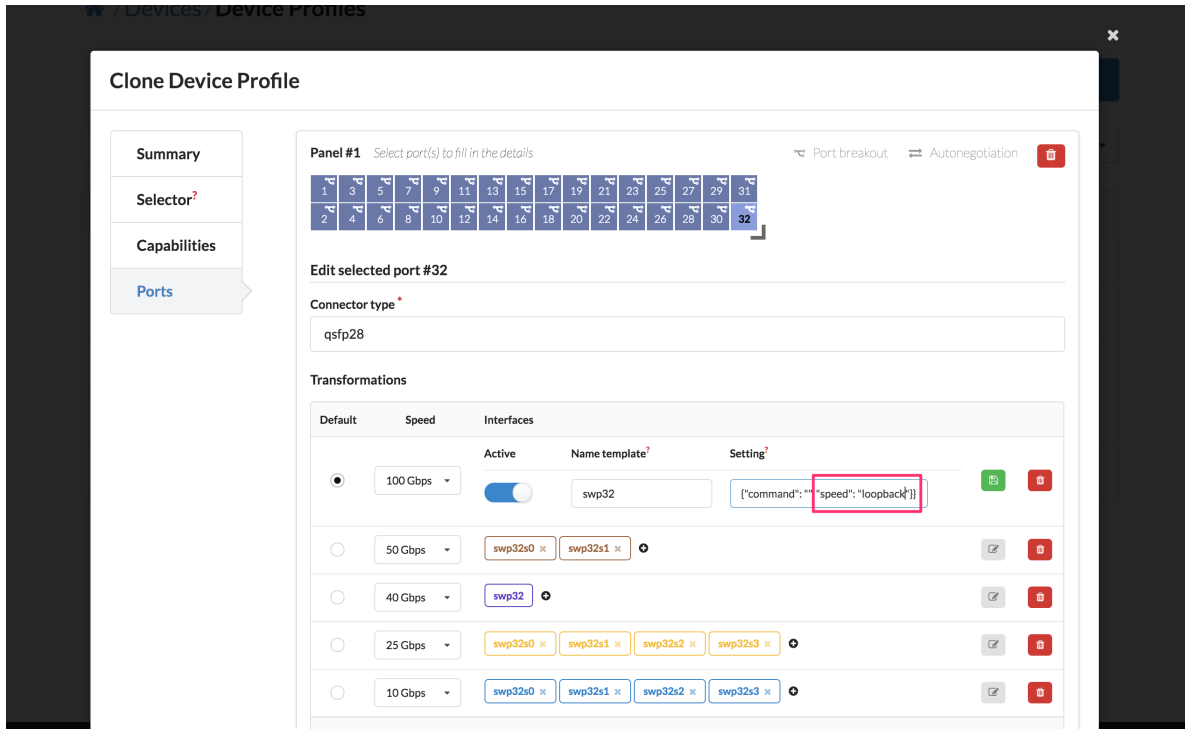 / Devices / Device Profiles
Clone Device Profile
Summary
Selector?
Capabilities
Ports
Panel #1 Select port(s) to fill in the details Port breakout Autonegotiation
1 3 5 7 9 11 13 15 17 19 21 23 25 27 29 31
2 4 6 8 10 12 14 16 18 20 22 24 26 28 30 32
Edit selected port #32
Connector type *
qsfp28
Transformations
Default Speed Interfaces
Active Name template? Setting?
100 Gbps swp32 {"command": "" "speed": "loopback"}}
50 Gbps swp32s0 × swp32s1 ×
40 Gbps swp32
25 Gbps swp32s0 × swp32s1 × swp32s2 × swp32s3 ×
10 Gbps swp32s0 × swp32s1 × swp32s2 × swp32s3 ×